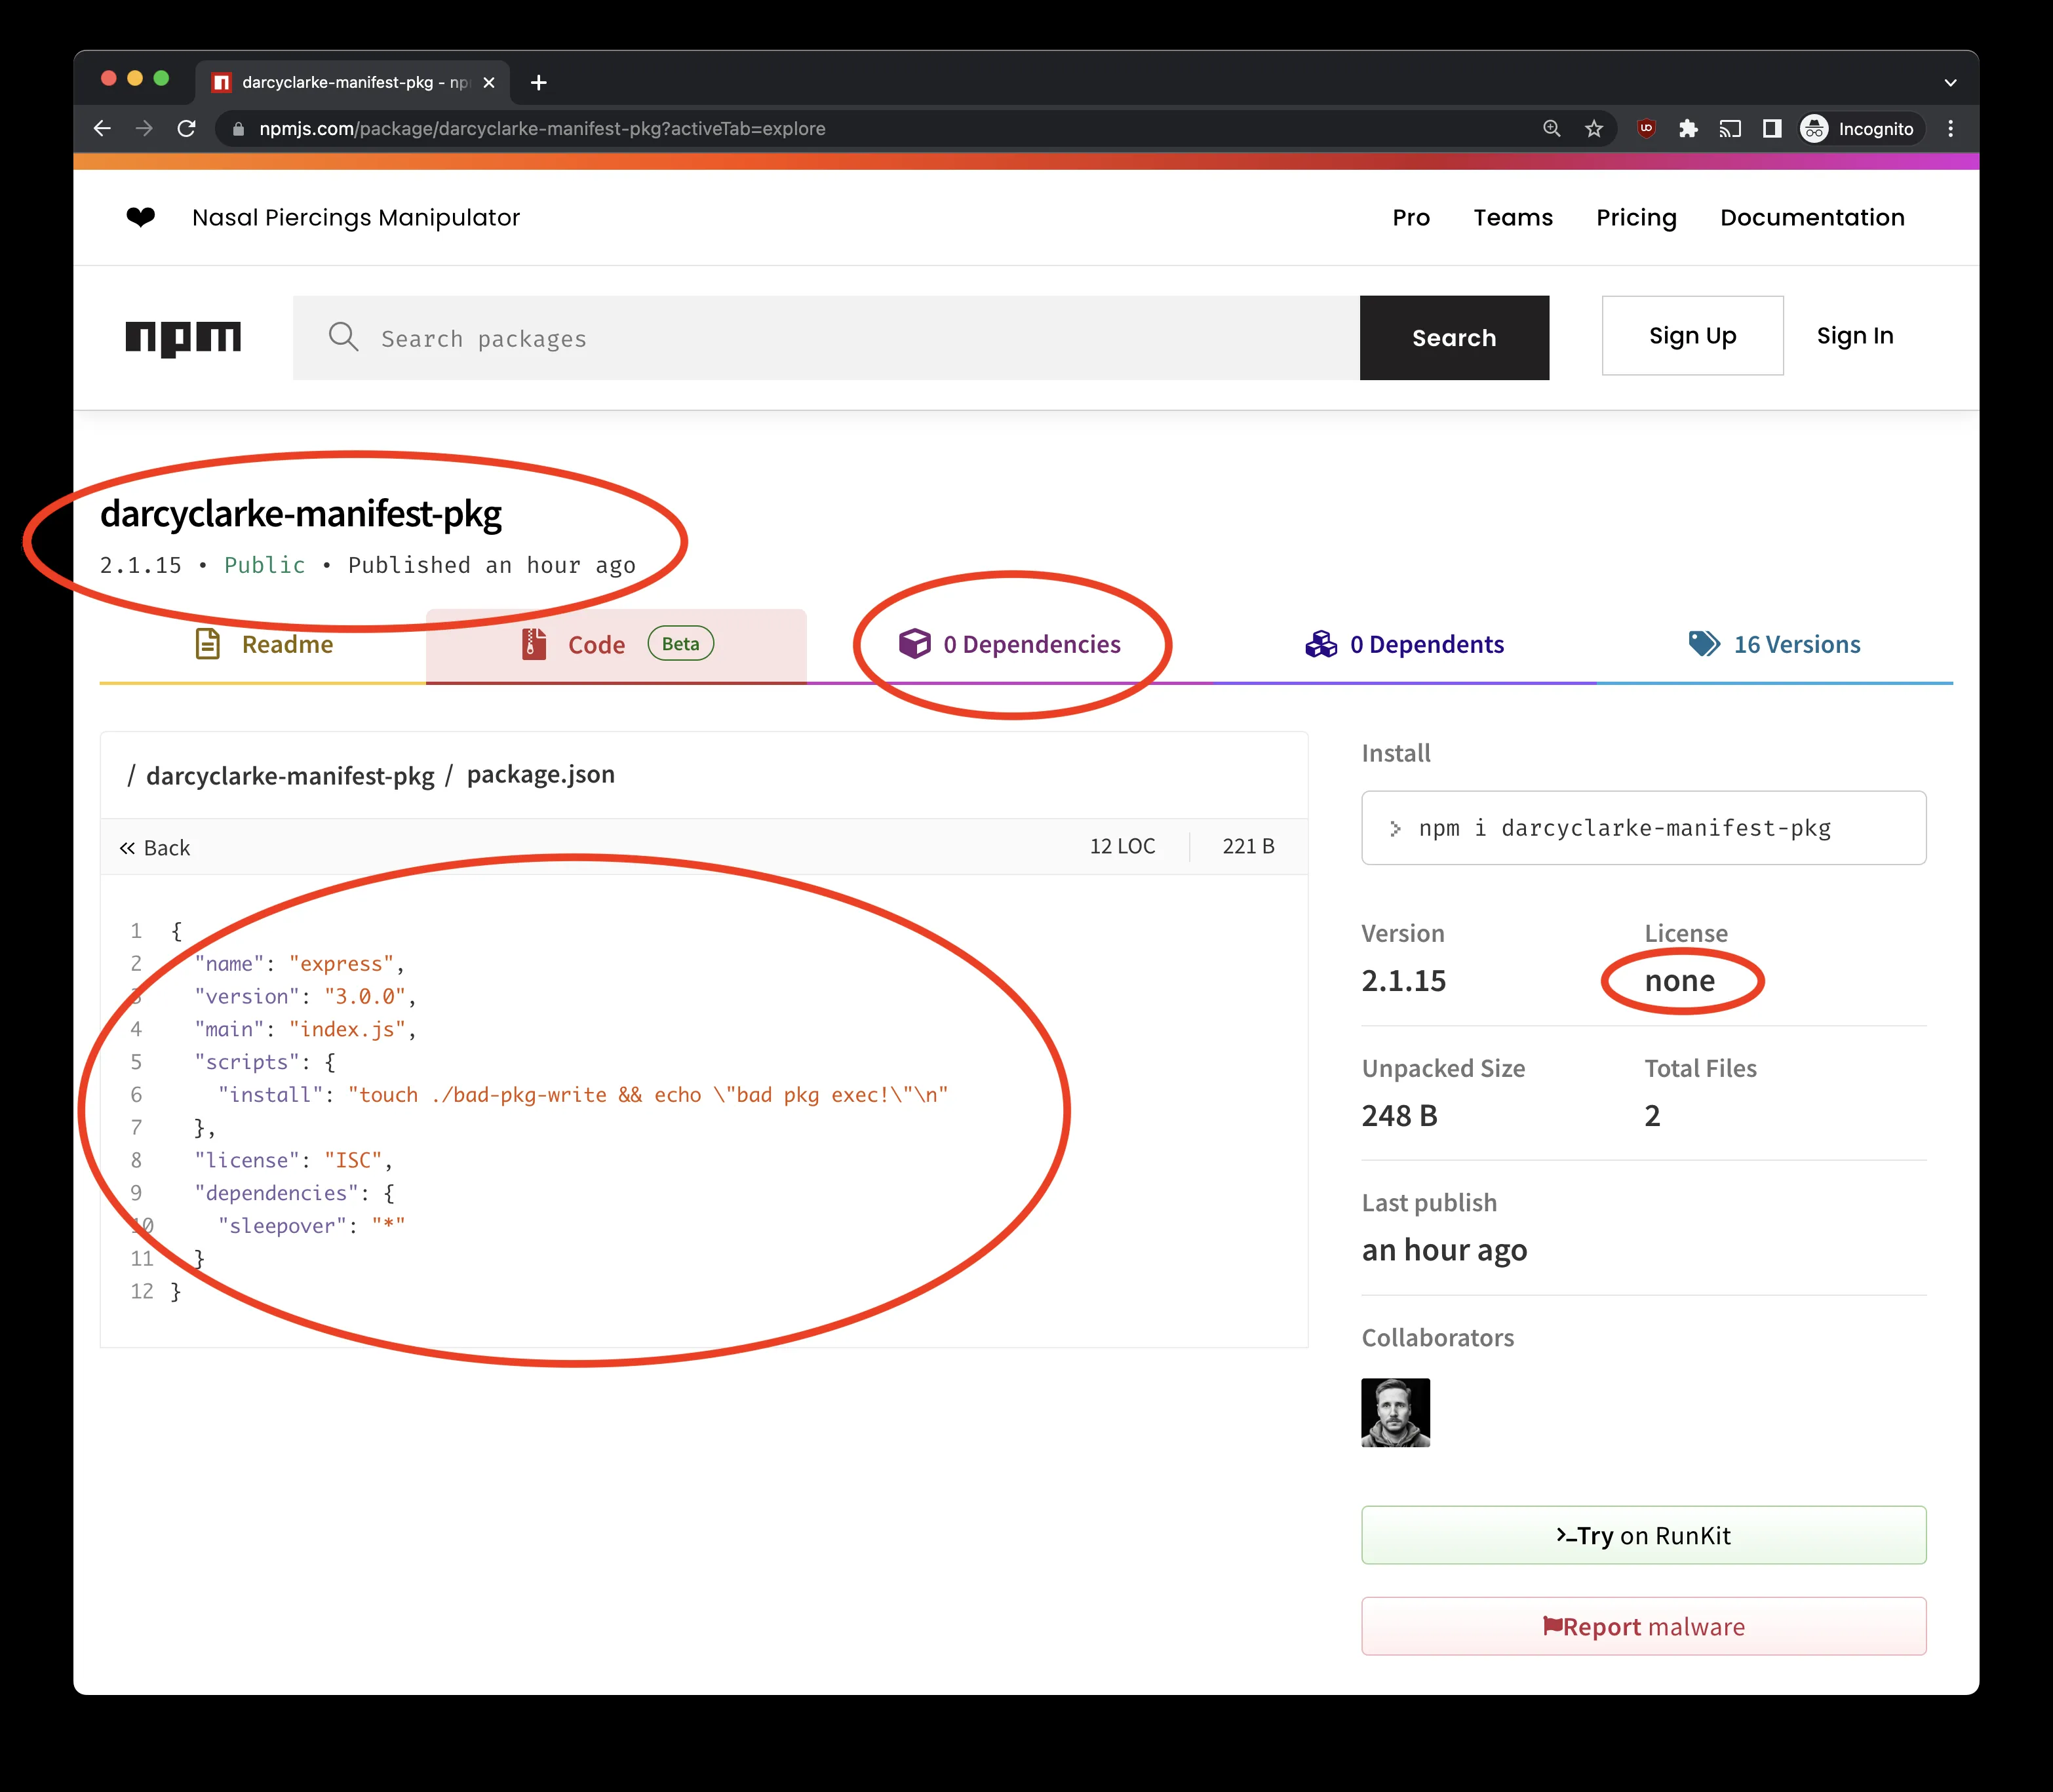 darcyclarke-manifest-pkg - np
npmjs.com/package/darcyclarke-manifest-pkg?activeTab=explore
Incognito
Nasal Piercings Manipulator
Pro
Teams
Pricing
Documentation
npm
Search packages
Search
Sign Up
Sign In
darcyclarke-manifest-pkg
2.1.15 • Public • Published an hour ago
Readme
Code Beta
0 Dependencies
0 Dependents
16 Versions
/ darcyclarke-manifest-pkg / package.json
« Back
12 LOC
221 B
1 {
2   "name": "express",
3   "version": "3.0.0",
4   "main": "index.js",
5   "scripts": {
6     "install": "touch ./bad-pkg-write && echo \"bad pkg exec!\"\n"
7   },
8   "license": "ISC",
9   "dependencies": {
10     "sleepover": "*"
11   }
12 }
Install
> npm i darcyclarke-manifest-pkg
Version
2.1.15
License
none
Unpacked Size
248 B
Total Files
2
Last publish
an hour ago
Collaborators
Try on RunKit
Report malware